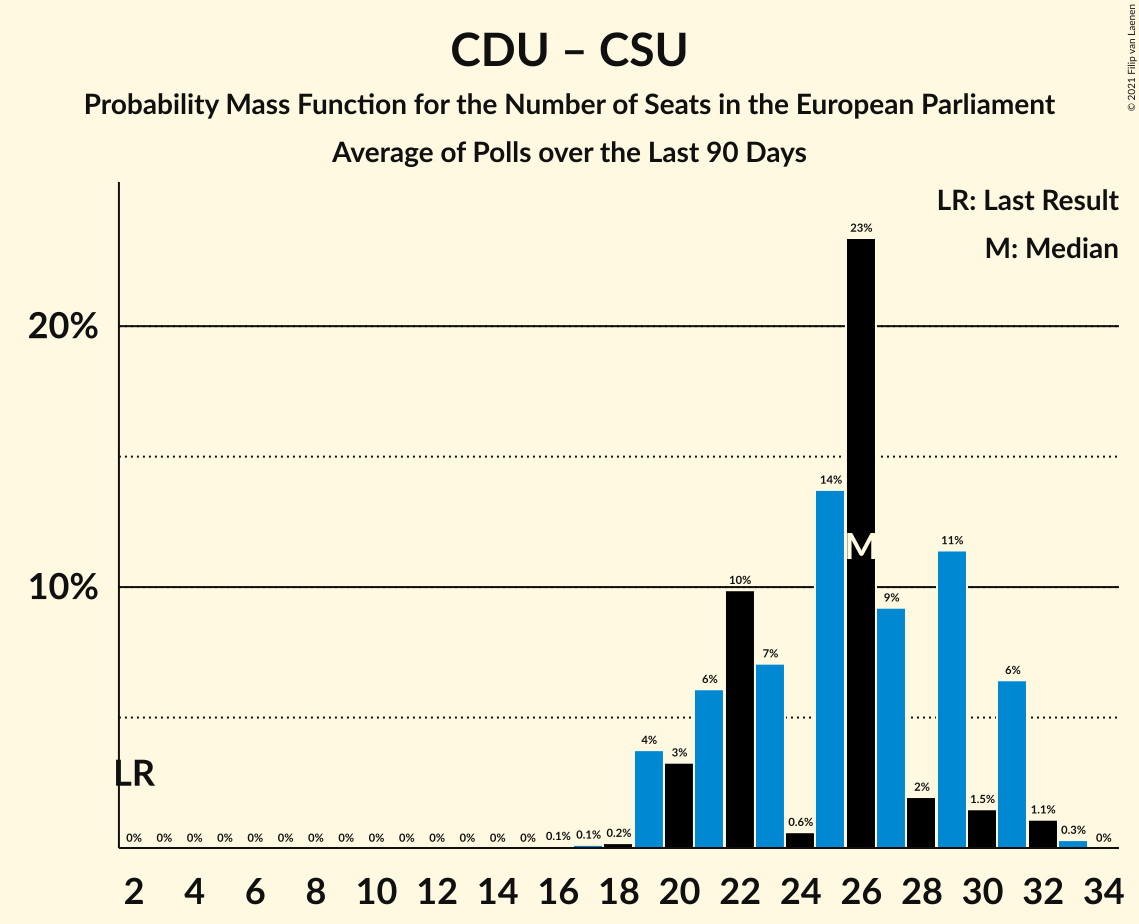 CDU – CSU
Probability Mass Function for the Number of Seats in the European Parliament
Average of Polls over the Last 90 Days
© 2021 Filip van Laenen
LR: Last Result
M: Median
20%
10%
23%
14%
M
11%
10%
9%
7%
6%
6%
4%
3%
LR
2%
1.5%
1.1%
0.6%
0.3%
0% 0% 0% 0% 0% 0% 0% 0% 0% 0% 0% 0% 0% 0% 0.1% 0.1% 0.2% 0%
2 4 6 8 10 12 14 16 18 20 22 24 26 28 30 32 34